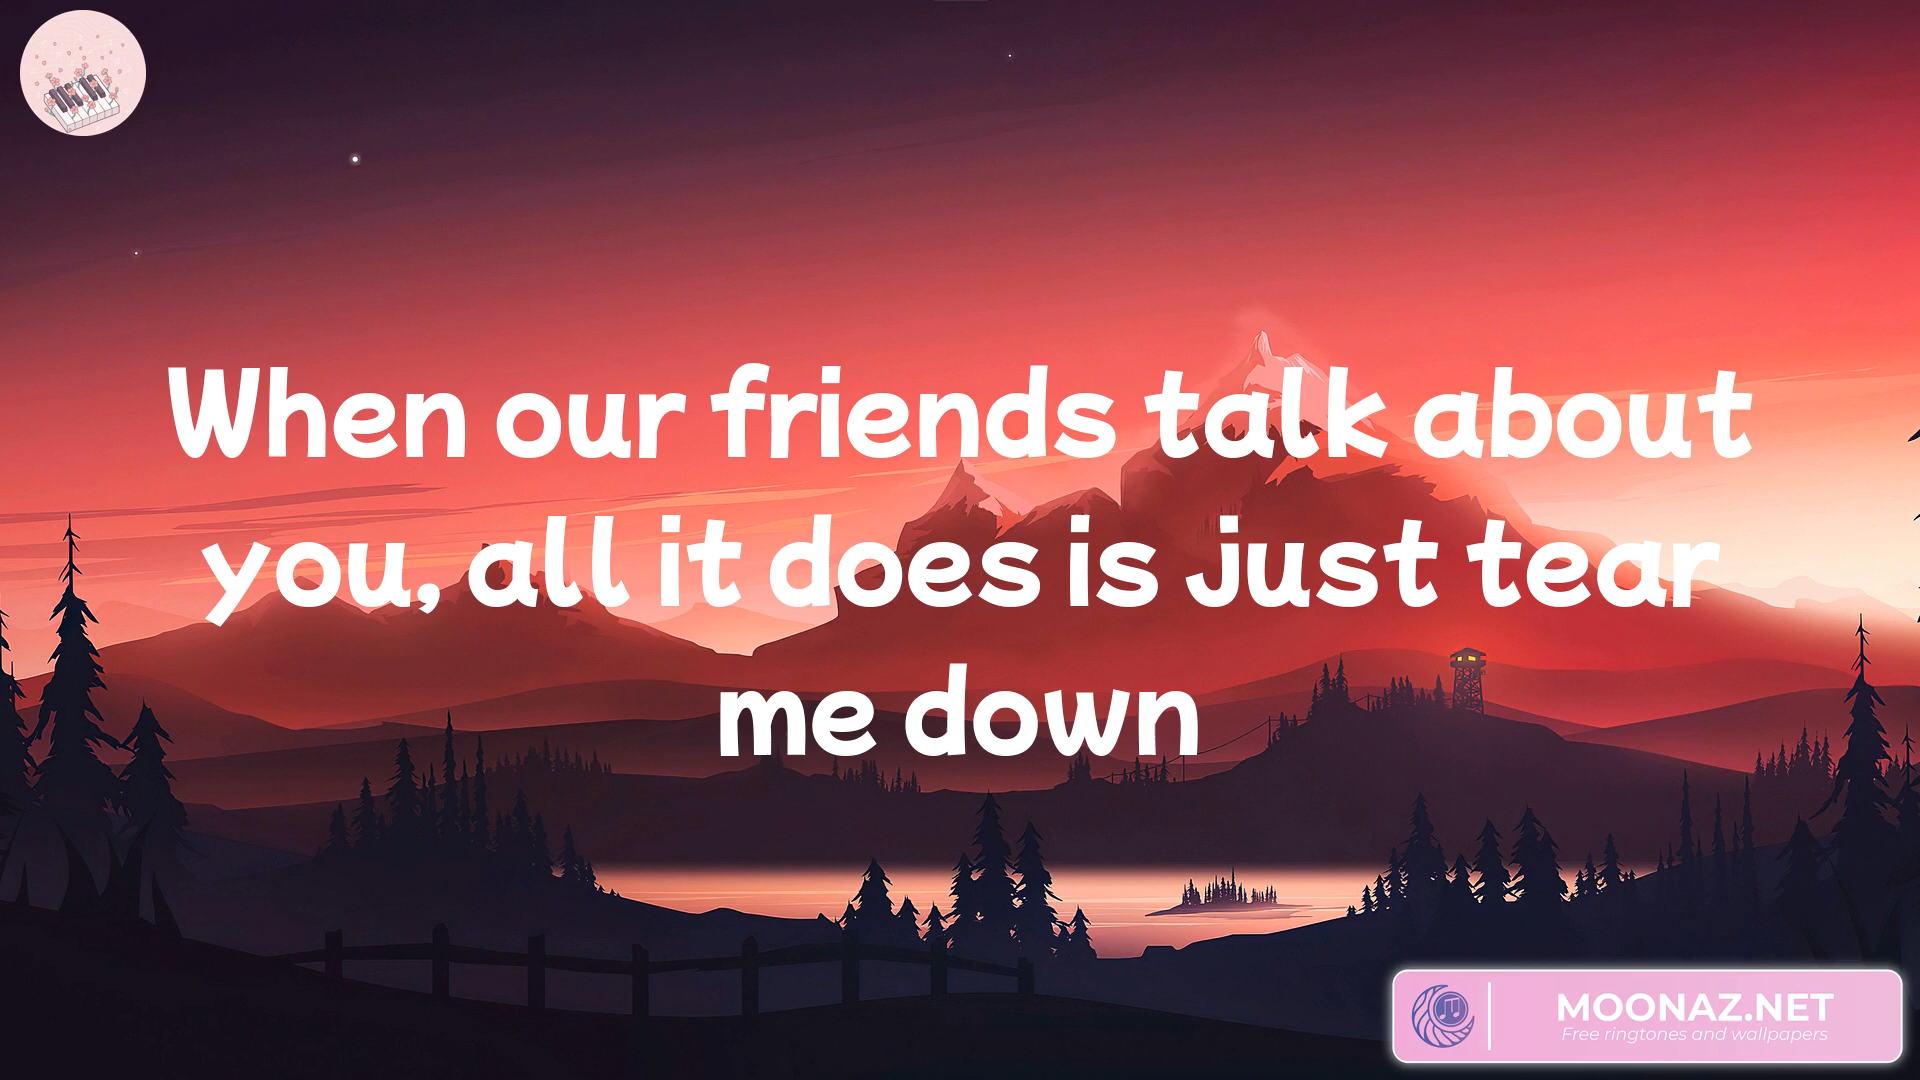 When our friends talk about
you, all it does is just tear
me down
MOONAZ.NET
Free ringtones and wallpapers